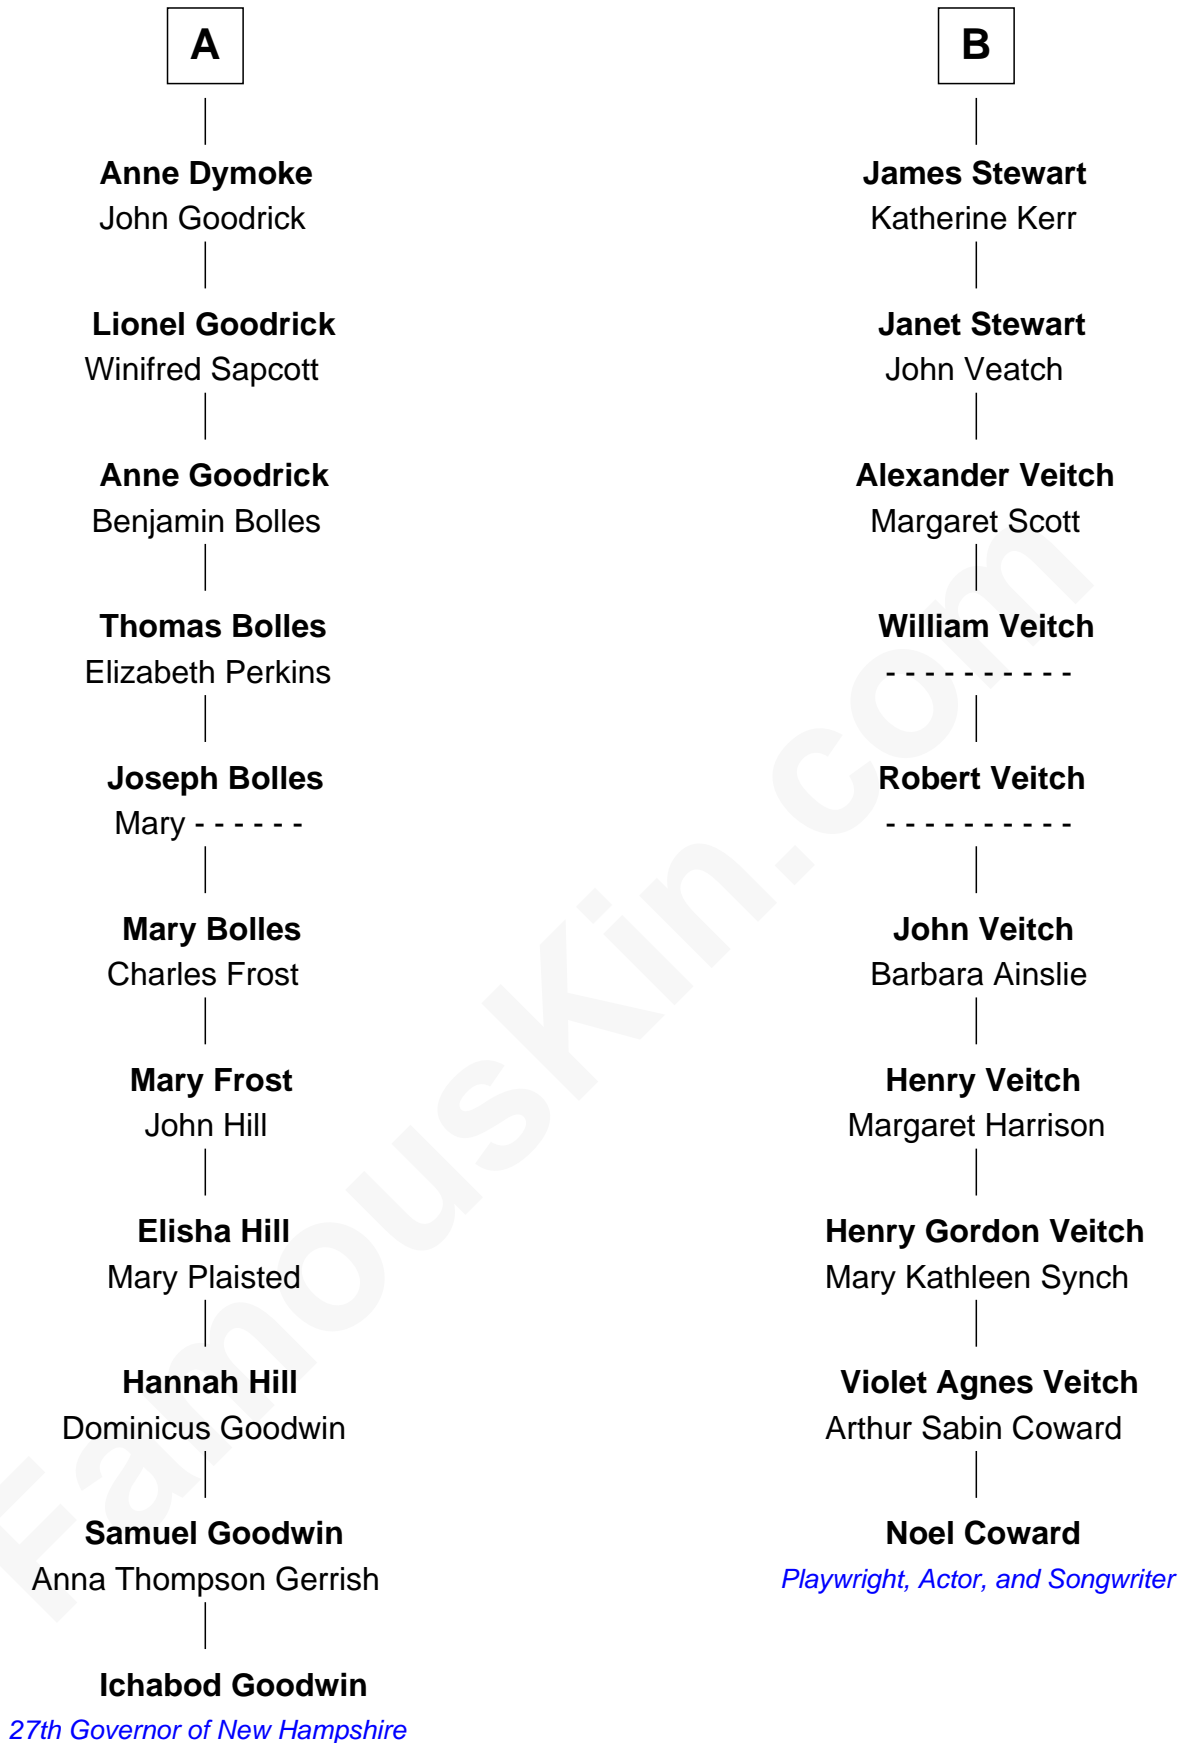 A
Anne Dymoke
John Goodrick
Lionel Goodrick
Winifred Sapcott
Anne Goodrick
Benjamin Bolles
Thomas Bolles
Elizabeth Perkins
Joseph Bolles
Mary - - - - - -
Mary Bolles
Charles Frost
Mary Frost
John Hill
Elisha Hill
Mary Plaisted
Hannah Hill
Dominicus Goodwin
Samuel Goodwin
Anna Thompson Gerrish
Ichabod Goodwin
27th Governor of New Hampshire
B
James Stewart
Katherine Kerr
Janet Stewart
John Veatch
Alexander Veitch
Margaret Scott
William Veitch
- - - - - - - - - -
Robert Veitch
- - - - - - - - - -
John Veitch
Barbara Ainslie
Henry Veitch
Margaret Harrison
Henry Gordon Veitch
Mary Kathleen Synch
Violet Agnes Veitch
Arthur Sabin Coward
Noel Coward
Playwright, Actor, and Songwriter
FamousKin.com